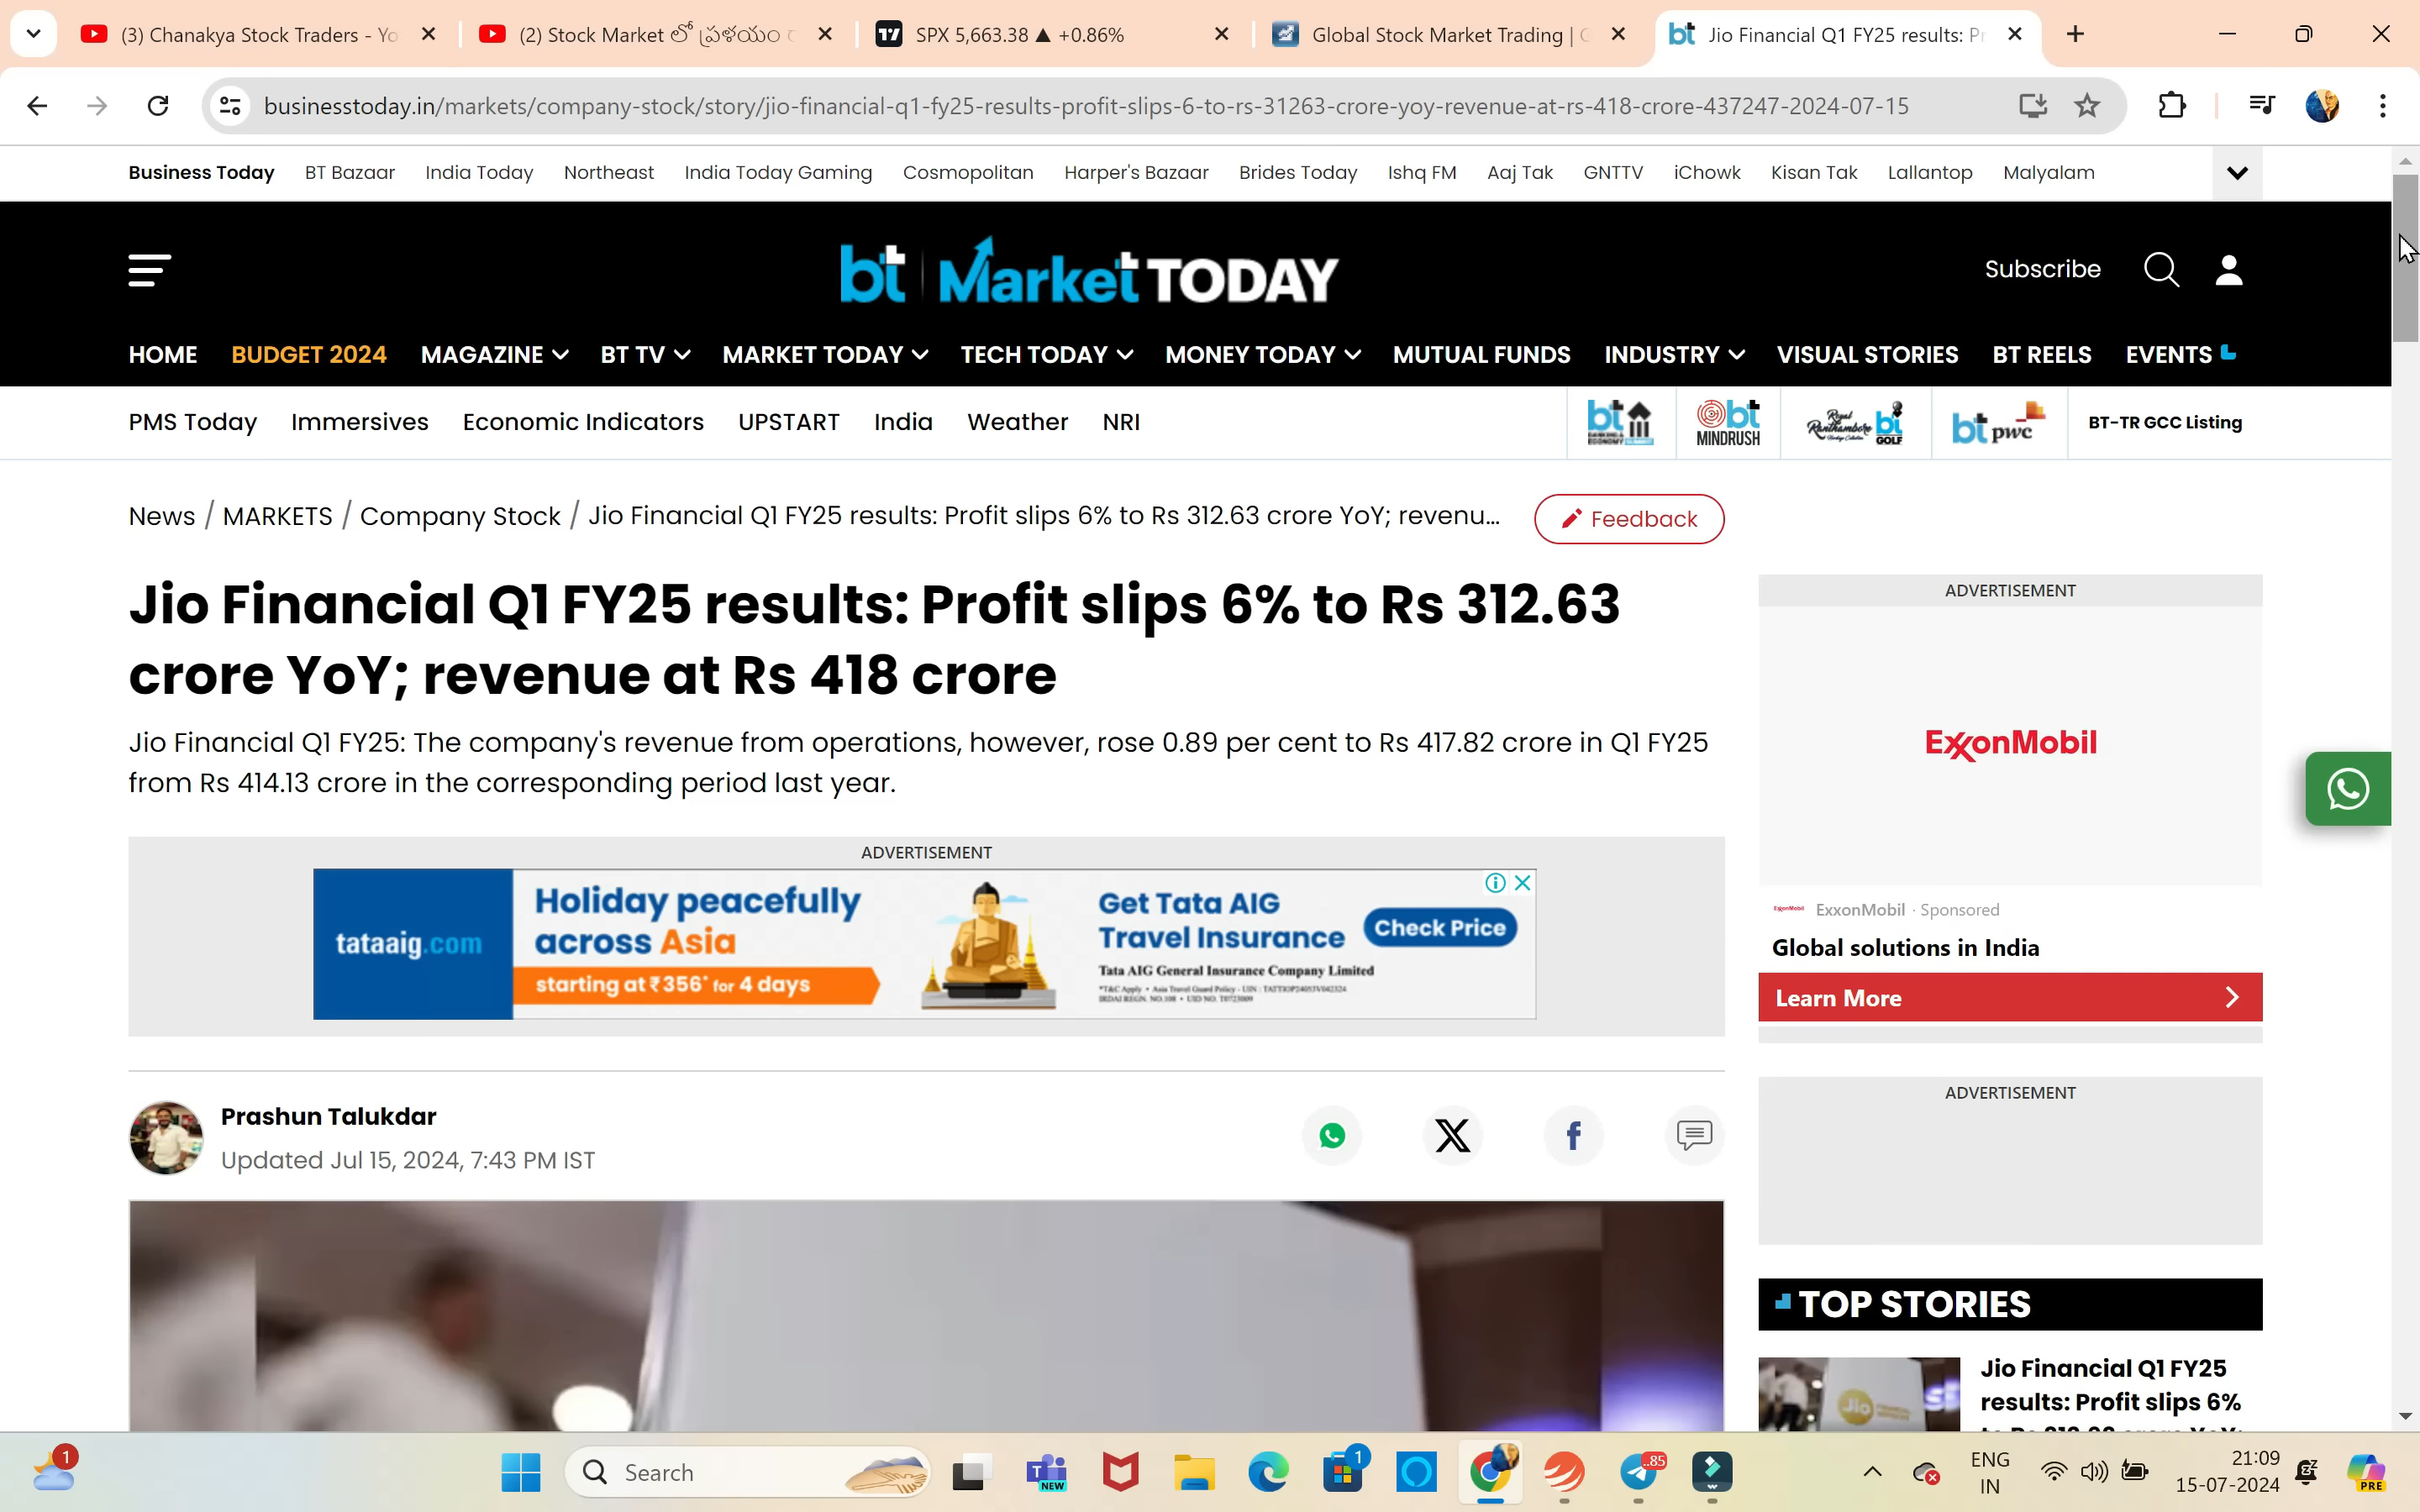 (3) Chanakya Stock Traders - Yo
(2) Stock Market లో ప్రళయం
SPX 5,663.38 ▲ +0.86%
Global Stock Market Trading |
Jio Financial Q1 FY25 results: Pr
businesstoday.in/markets/company-stock/story/jio-financial-q1-fy25-results-profit-slips-6-to-rs-31263-crore-yoy-revenue-at-rs-418-crore-437247-2024-07-15
Business Today BT Bazaar India Today Northeast India Today Gaming Cosmopolitan Harper's Bazaar Brides Today Ishq FM Aaj Tak GNTTV iChowk Kisan Tak Lallantop Malyalam
bt Market TODAY
Subscribe
HOME BUDGET 2024 MAGAZINE BT TV MARKET TODAY TECH TODAY MONEY TODAY MUTUAL FUNDS INDUSTRY VISUAL STORIES BT REELS EVENTS
PMS Today Immersives Economic Indicators UPSTART India Weather NRI
bt
bt MINDRUSH
bt GOLF
bt pwc
BT-TR GCC Listing
News / MARKETS / Company Stock / Jio Financial Q1 FY25 results: Profit slips 6% to Rs 312.63 crore YoY; revenu...
Feedback
Jio Financial Q1 FY25 results: Profit slips 6% to Rs 312.63
crore YoY; revenue at Rs 418 crore
Jio Financial Q1 FY25: The company's revenue from operations, however, rose 0.89 per cent to Rs 417.82 crore in Q1 FY25
from Rs 414.13 crore in the corresponding period last year.
ADVERTISEMENT
tataaig.com
Holiday peacefully
across Asia
starting at ₹356* for 4 days
Get Tata AIG
Travel Insurance
Check Price
Tata AIG General Insurance Company Limited
Prashun Talukdar
Updated Jul 15, 2024, 7:43 PM IST
ADVERTISEMENT
ExxonMobil
ExxonMobil · Sponsored
Global solutions in India
Learn More
ADVERTISEMENT
TOP STORIES
Jio Financial Q1 FY25
results: Profit slips 6%
Jio
1
Search
NEW
1
..85
ENG
IN
21:09
15-07-2024
PRE